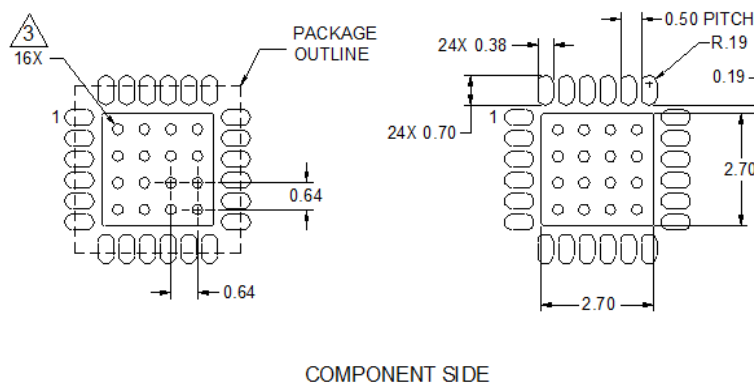 3
16X
PACKAGE
OUTLINE
1
0.64
0.64
0.50 PITCH
24X 0.38
R.19
0.19
24X 0.70
1
2.70
2.70
COMPONENT SIDE